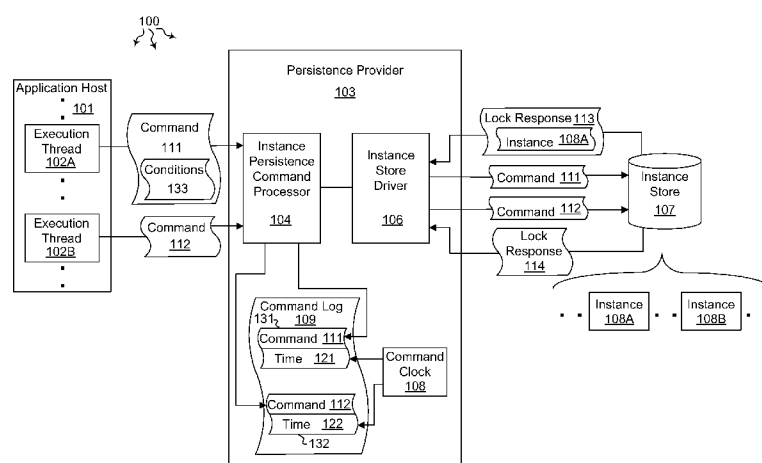 100
Application Host
101
Execution
Thread
102A
Execution
Thread
102B
Command
111
Conditions
133
Command
112
Persistence Provider
103
Instance
Persistence
Command
Processor
104
Instance
Store
Driver
106
Command Log
109
131
Command 111
Time 121
Command 112
Time 122
132
Command
Clock
108
Lock Response 113
Instance 108A
Command 111
Command 112
Lock
Response
114
Instance
Store
107
Instance
108A
Instance
108B